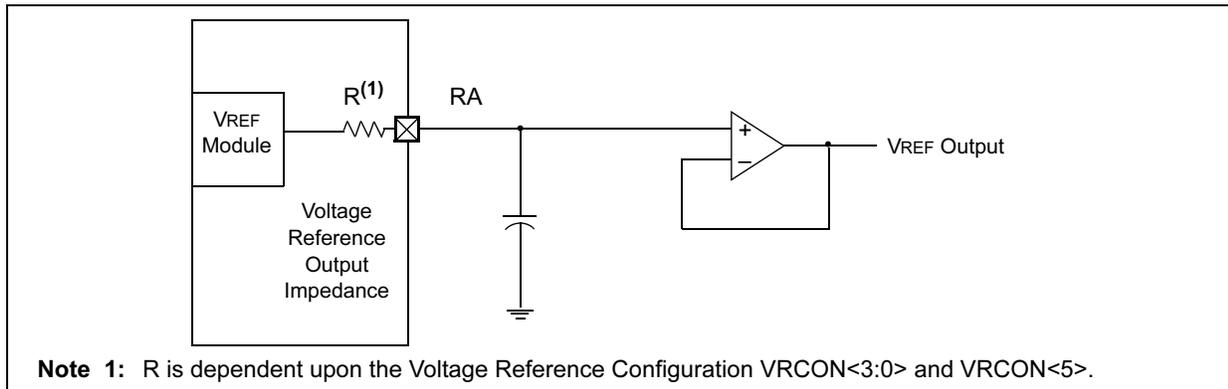 R(1)
RA
VREF
Module
+
–
VREF Output
Voltage
Reference
Output
Impedance
Note 1: R is dependent upon the Voltage Reference Configuration VRCON<3:0> and VRCON<5>.